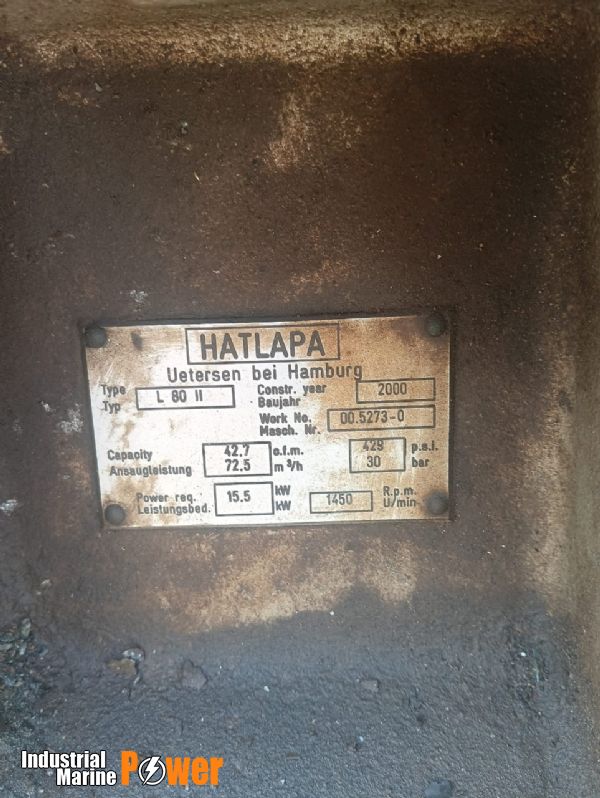 HATLAPA
Uetersen bei Hamburg
Type
Typ
L 80 II
Constr. year
Baujahr
2000
Work No.
Masch. Nr.
00.5273-0
Capacity
Ansaugleistung
42.7 c.f.m.
72.5 m³/h
p.s.i.
30 bar
Power req.
Leistungsbed.
15.5
kW
kW
1450
R.p.m.
U/min
Industrial
Marine Power